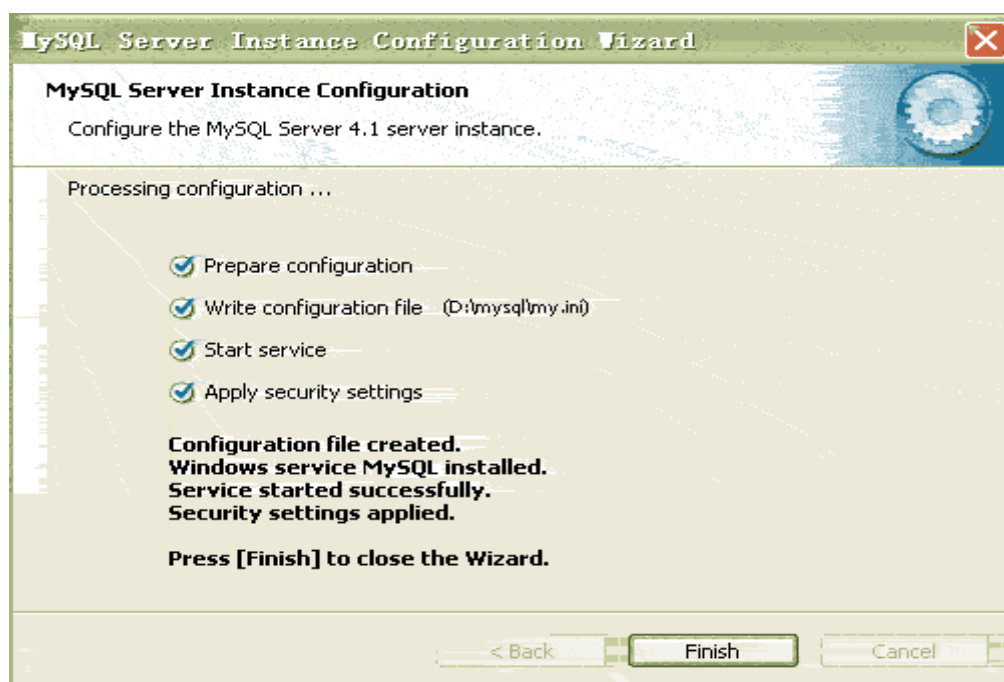 MySQL Server Instance Configuration Wizard
MySQL Server Instance Configuration
Configure the MySQL Server 4.1 server instance.
Processing configuration ...
Prepare configuration
Write configuration file (D:\mysql\my.ini)
Start service
Apply security settings
Configuration file created.
Windows service MySQL installed.
Service started successfully.
Security settings applied.
Press [Finish] to close the Wizard.
< Back Finish Cancel